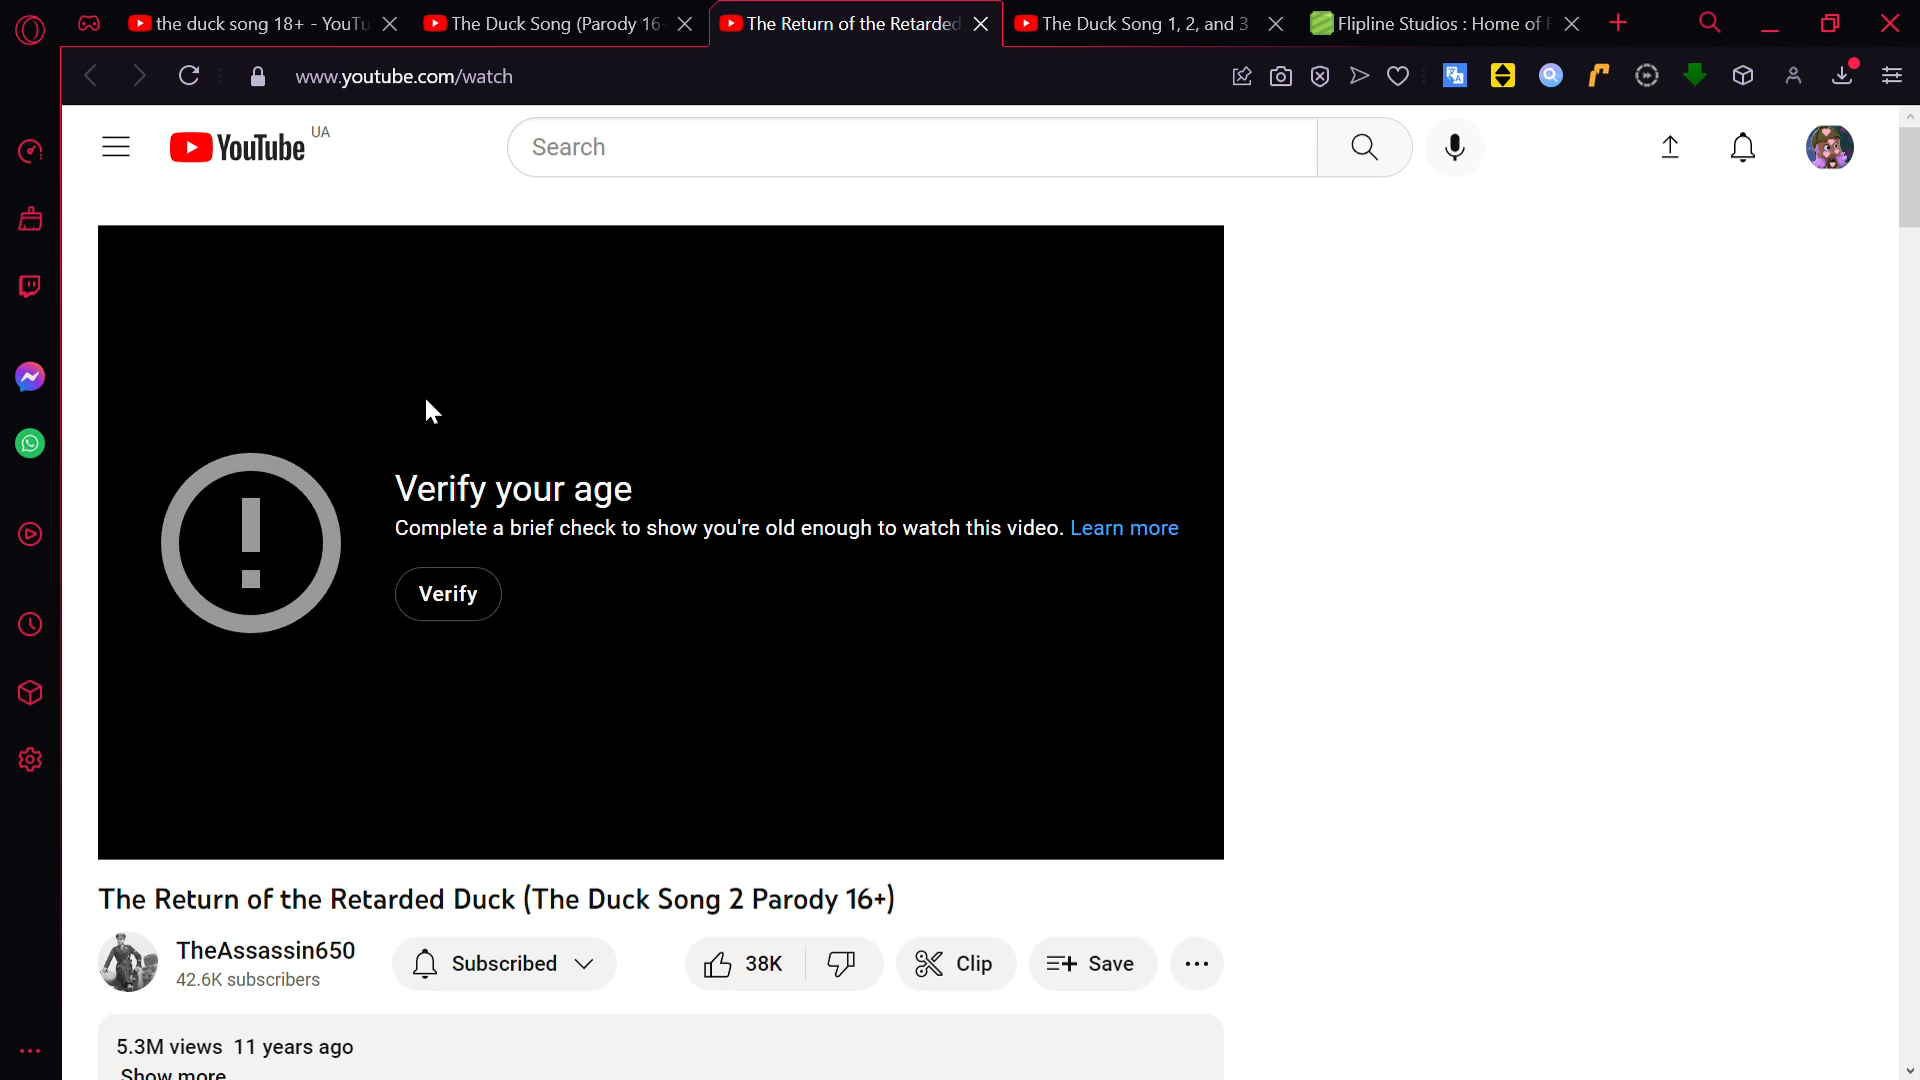 the duck song 18+ - YouTu
The Duck Song (Parody 16
The Return of the Retarded
The Duck Song 1, 2, and 3
Flipline Studios : Home of F
www.youtube.com/watch
YouTube
UA
Search
Verify your age
Complete a brief check to show you're old enough to watch this video. Learn more
Verify
The Return of the Retarded Duck (The Duck Song 2 Parody 16+)
TheAssassin650
42.6K subscribers
Subscribed
38K
Clip
Save
5.3M views 11 years ago
Show more